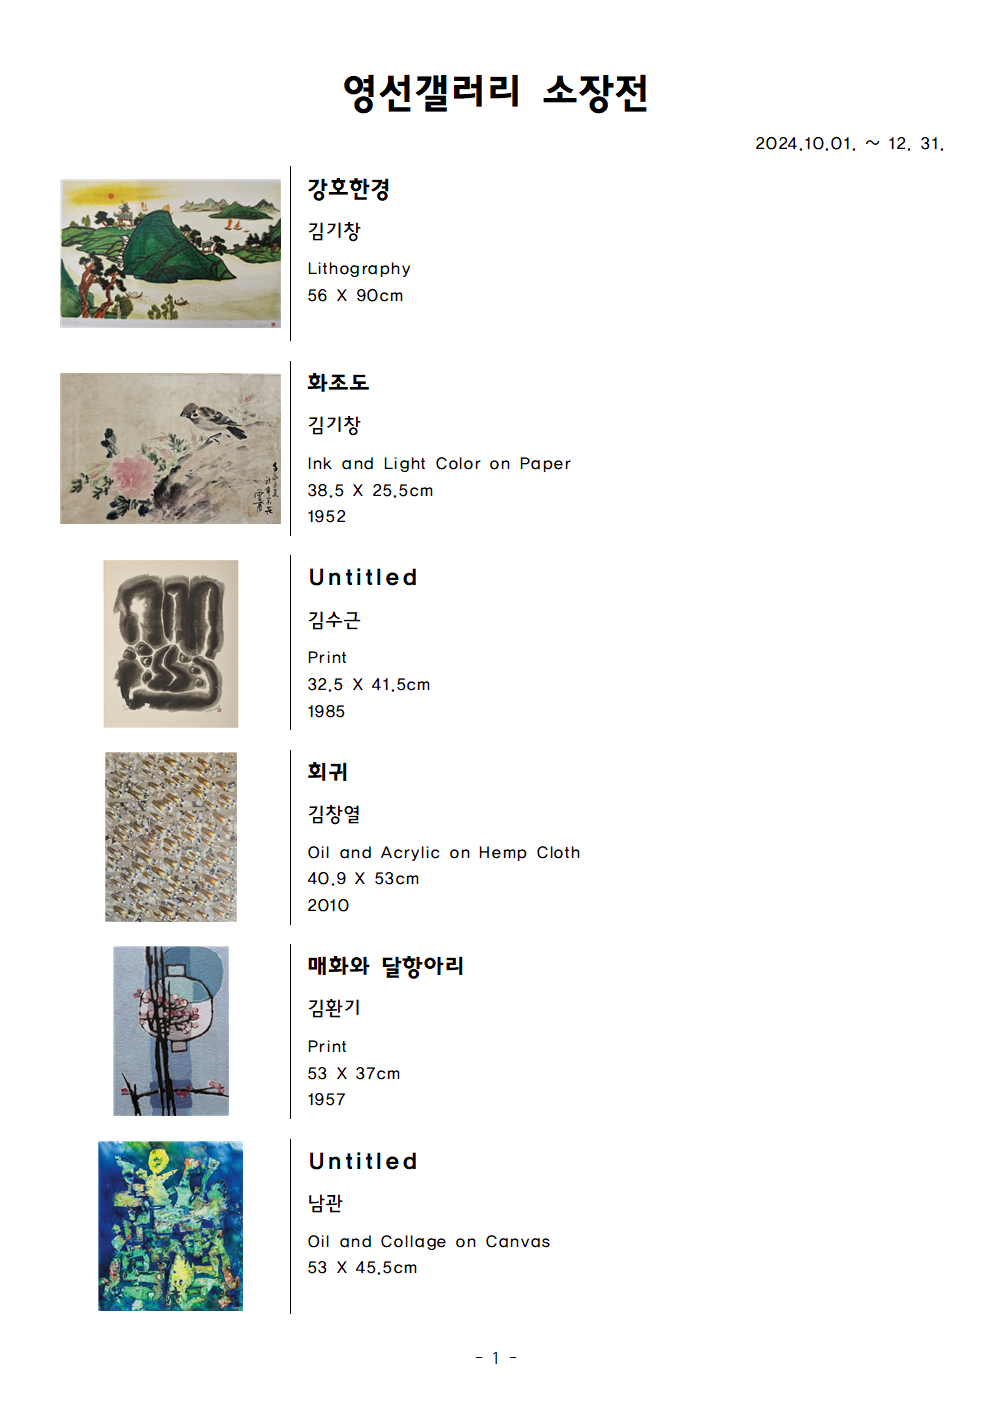 영선갤러리 소장전
2024.10.01. ~ 12. 31.
강호한경
김기창
Lithography
56 X 90cm
화조도
김기창
Ink and Light Color on Paper
38.5 X 25.5cm
1952
Untitled
김수근
Print
32.5 X 41.5cm
1985
회귀
김창열
Oil and Acrylic on Hemp Cloth
40.9 X 53cm
2010
매화와 달항아리
김환기
Print
53 X 37cm
1957
Untitled
남관
Oil and Collage on Canvas
53 X 45.5cm
- 1 -